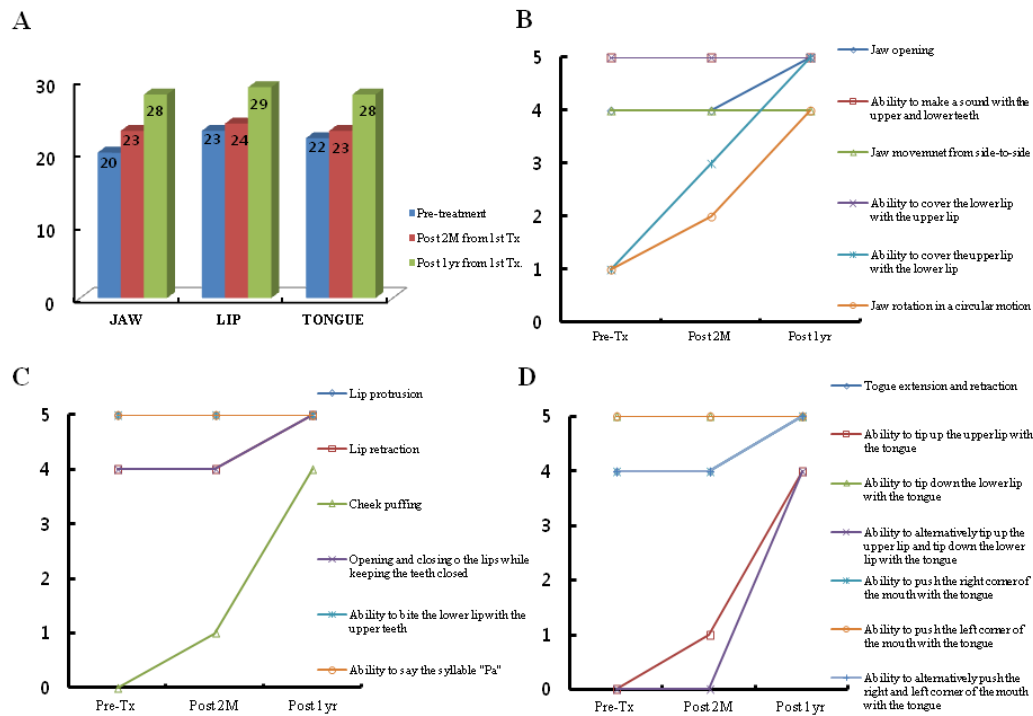 A
30
20
10
0
20
23
28
23
24
29
22
23
28
JAW
LIP
TONGUE
Pre-treatment
Post 2M from 1st Tx
Post 1yr from 1st Tx.
B
5
4
3
2
1
0
Pre-Tx
Post 2M
Post 1yr
Jaw opening
Ability to make a sound with the
upper and lower teeth
Jaw movemnet from side-to-side
Ability to cover the lower lip
with the upper lip
Ability to cover the upper lip
with the lower lip
Jaw rotation in a circular motion
C
5
4
3
2
1
0
Pre-Tx
Post 2M
Post 1yr
Lip protrusion
Lip retraction
Cheek puffing
Opening and closing o the lips while
keeping the teeth closed
Ability to bite the lower lip with the
upper teeth
Ability to say the syllable "Pa"
D
5
4
3
2
1
0
Pre-Tx
Post 2M
Post 1yr
Togue extension and retraction
Ability to tip up the upper lip with
the tongue
Ability to tip down the lower lip
with the tongue
Ability to alternatively tip up the
upper lip and tip down the lower
lip with the tongue
Ability to push the right corner of
the mouth with the tongue
Ability to push the left corner of
the mouth with the tongue
Ability to alternatively push the
right and left corner of the mouth
with the tongue